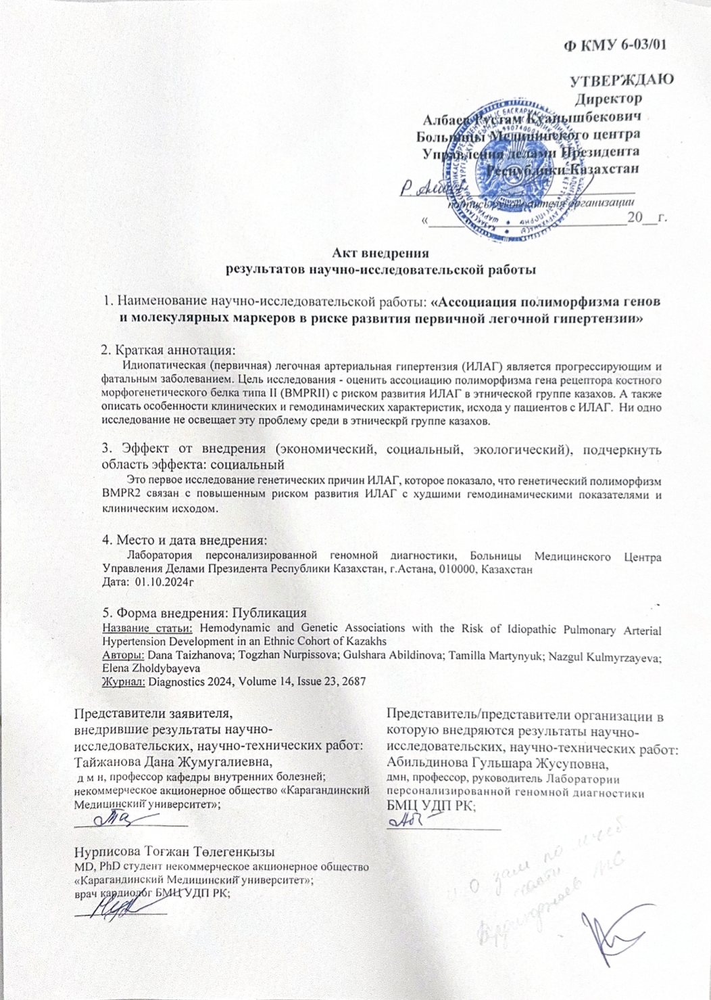 Ф КМУ 6-03/01
УТВЕРЖДАЮ
Директор
Албаев Рустам Куанышбекович
Больницы Медицинского центра
Управления делами Президента
Республики Казахстан
Р. Албаев
подпись руководителя организации
«____ ____________________20__г.
Акт внедрения
результатов научно-исследовательской работы
1. Наименование научно-исследовательской работы: «Ассоциация полиморфизма генов
и молекулярных маркеров в риске развития первичной легочной гипертензии»
2. Краткая аннотация:
Идиопатическая (первичная) легочная артериальная гипертензия (ИЛАГ) является прогрессирующим и
фатальным заболеванием. Цель исследования - оценить ассоциацию полиморфизма гена рецептора костного
морфогенетического белка типа II (BMPRII) с риском развития ИЛАГ в этнической группе казахов. А также
описать особенности клинических и гемодинамических характеристик, исхода у пациентов с ИЛАГ. Ни одно
исследование не освещает эту проблему среди в этническрй группе казахов.
3. Эффект от внедрения (экономический, социальный, экологический), подчеркнуть
область эффекта: социальный
Это первое исследование генетических причин ИЛАГ, которое показало, что генетический полиморфизм
BMPR2 связан с повышенным риском развития ИЛАГ с худшими гемодинамическими показателями и
клиническим исходом.
4. Место и дата внедрения:
Лаборатория персонализированной геномной диагностики, Больницы Медицинского Центра
Управления Делами Президента Республики Казахстан, г.Астана, 010000, Казахстан
Дата: 01.10.2024г
5. Форма внедрения: Публикация
Название статьи: Hemodynamic and Genetic Associations with the Risk of Idiopathic Pulmonary Arterial
Hypertension Development in an Ethnic Cohort of Kazakhs
Авторы: Dana Taizhanova; Togzhan Nurpissova; Gulshara Abildinova; Tamilla Martynyuk; Nazgul Kulmyrzayeva;
Elena Zholdybayeva
Журнал: Diagnostics 2024, Volume 14, Issue 23, 2687
Представители заявителя,
внедрившие результаты научно-
исследовательских, научно-технических работ:
Тайжанова Дана Жумугалиевна,
д м н, профессор кафедры внутренних болезней;
некоммерческое акционерное общество «Карагандинский
Медицинский университет»;
Нурписова Тоғжан Төлегенқызы
MD, PhD студент некоммерческое акционерное общество
«Карагандинский Медицинский университет»;
врач кардиолог БМЦ УДП РК;
Представитель/представители организации в
которую внедряются результаты научно-
исследовательских, научно-технических работ:
Абильдинова Гульшара Жусуповна,
дмн, профессор, руководитель Лаборатории
персонализированной геномной диагностики
БМЦ УДП РК;